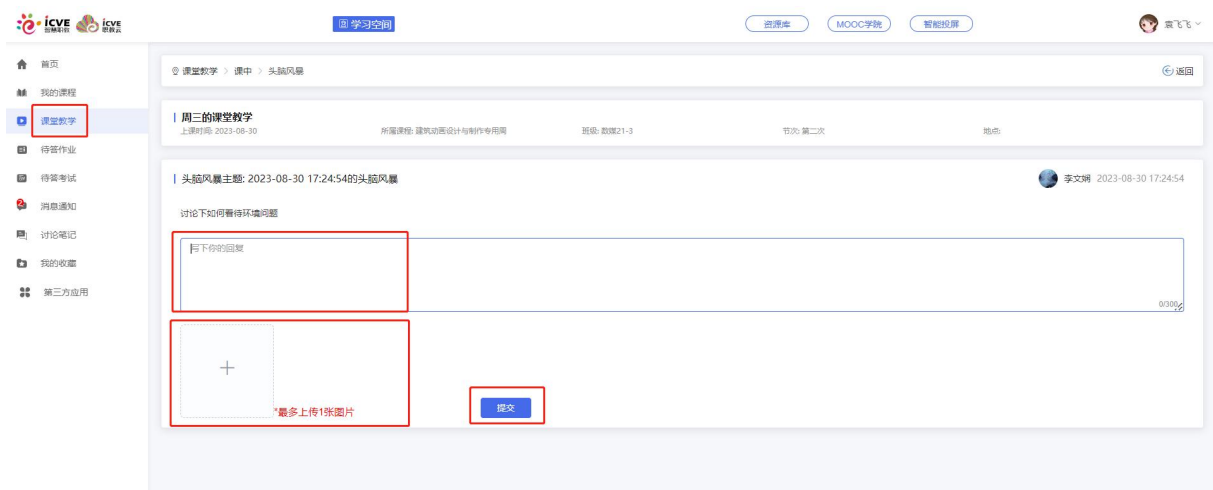 icve 智慧职教 icve 职教云 学习空间 资源库 MOOC学院 智能投屏 袁飞飞
首页
我的课程
课堂教学
待答作业
待答考试
2
消息通知
讨论笔记
我的收藏
第三方应用
课堂教学 > 课中 > 头脑风暴 返回
周三的课堂教学
上课时间: 2023-08-30 所属课程: 建筑动画设计与制作专用周 班级: 数媒21-3 节次: 第二次 地点:
头脑风暴主题: 2023-08-30 17:24:54的头脑风暴 李文娴 2023-08-30 17:24:54
讨论下如何看待环境问题
写下你的回复
0/300
*最多上传1张图片
提交